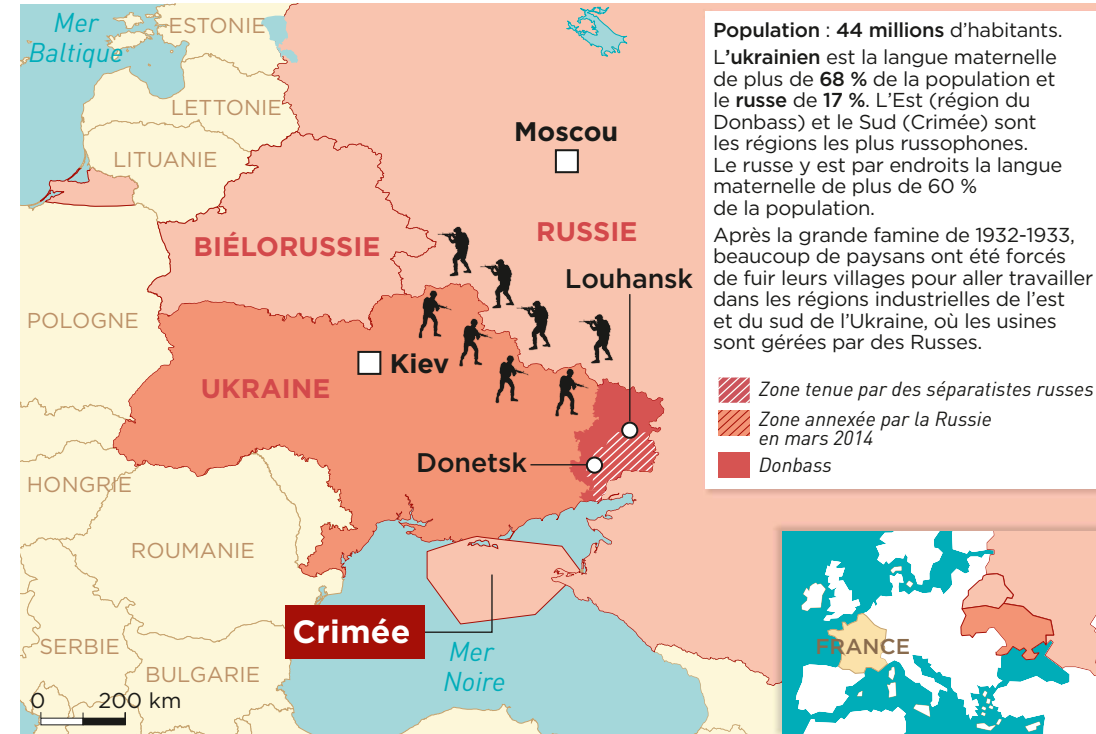 Mer
Baltique
ESTONIE
LETTONIE
LITUANIE
Moscou
BIÉLORUSSIE
RUSSIE
Louhansk
POLOGNE
Kiev
UKRAINE
Donetsk
HONGRIE
ROUMANIE
Crimée
SERBIE
Mer
Noire
BULGARIE
0 200 km
Population : 44 millions d’habitants.
L’ukrainien est la langue maternelle
de plus de 68 % de la population et
le russe de 17 %. L’Est (région du
Donbass) et le Sud (Crimée) sont
les régions les plus russophones.
Le russe y est par endroits la langue
maternelle de plus de 60 %
de la population.
Après la grande famine de 1932-1933,
beaucoup de paysans ont été forcés
de fuir leurs villages pour aller travailler
dans les régions industrielles de l’est
et du sud de l’Ukraine, où les usines
sont gérées par des Russes.
Zone tenue par des séparatistes russes
Zone annexée par la Russie
en mars 2014
Donbass
FRANCE